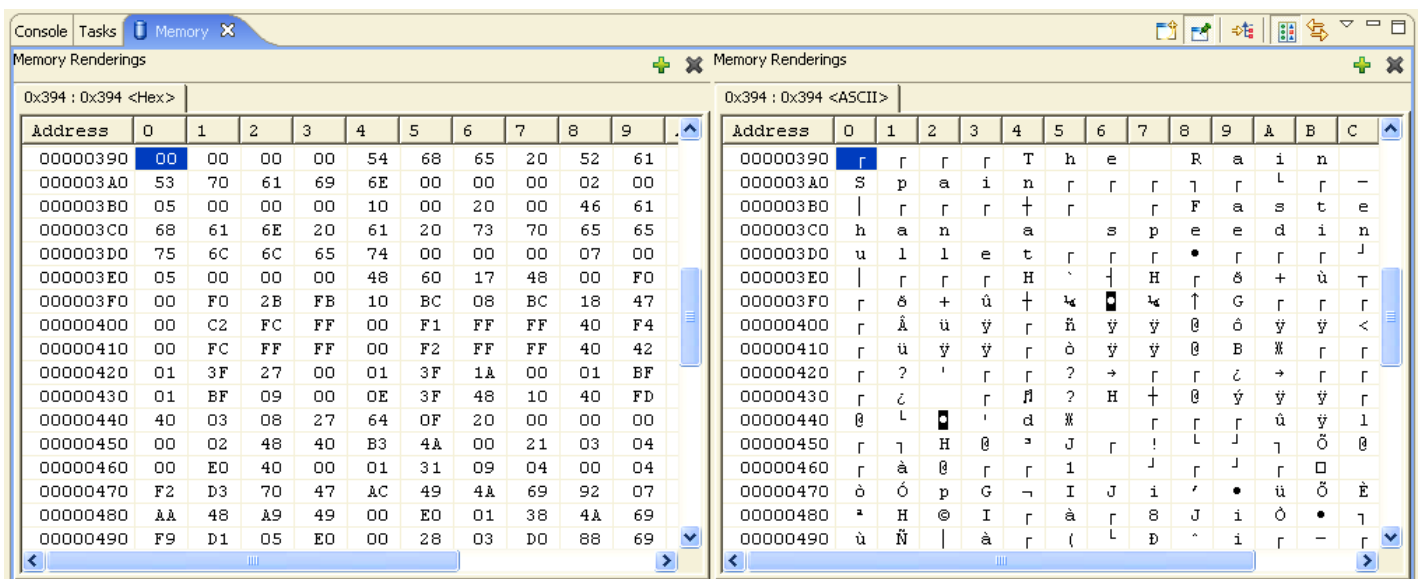 Console Tasks Memory
Memory Renderings
0x394 : 0x394 <Hex>
Address 0 1 2 3 4 5 6 7 8 9
00000390 00 00 00 00 54 68 65 20 52 61
000003A0 53 70 61 69 6E 00 00 00 02 00
000003B0 05 00 00 00 10 00 20 00 46 61
000003C0 68 61 6E 20 61 20 73 70 65 65
000003D0 75 6C 6C 65 74 00 00 00 07 00
000003E0 05 00 00 00 48 60 17 48 00 F0
000003F0 00 F0 2B FB 10 BC 08 BC 18 47
00000400 00 C2 FC FF 00 F1 FF FF 40 F4
00000410 00 FC FF FF 00 F2 FF FF 40 42
00000420 01 3F 27 00 01 3F 1A 00 01 BF
00000430 01 BF 09 00 0E 3F 48 10 40 FD
00000440 40 03 08 27 64 0F 20 00 00 00
00000450 00 02 48 40 B3 4A 00 21 03 04
00000460 00 E0 40 00 01 31 09 04 00 04
00000470 F2 D3 70 47 AC 49 4A 69 92 07
00000480 AA 48 A9 49 00 E0 01 38 4A 69
00000490 F9 D1 05 E0 00 28 03 D0 88 69
Memory Renderings
0x394 : 0x394 <ASCII>
Address 0 1 2 3 4 5 6 7 8 9 A B C
00000390 ┌ ┌ ┌ ┌ T h e R a i n
000003A0 S p a i n ┌ ┌ ┌ ┐ ┌ └ ┌ –
000003B0 │ ┌ ┌ ┌ ┼ ┌ ┌ F a s t e
000003C0 h a n a s p e e d i n
000003D0 u l l e t ┌ ┌ ┌ • ┌ ┌ ┌ ┘
000003E0 │ ┌ ┌ ┌ H ` ┤ H ┌ ð + ù ┬
000003F0 ┌ ð + û ┼ ¼ ◘ ¼ ↑ G ┌ ┌ ┌
00000400 ┌ Â ü ÿ ┌ ñ ÿ ÿ @ ô ÿ ÿ <
00000410 ┌ ü ÿ ÿ ┌ ò ÿ ÿ @ B ┌ ┌
00000420 ┌ ? ' ┌ ┌ ? → ┌ ┌ ¿ → ┌ ┌
00000430 ┌ ¿ ┌ ♫ ? H ┼ @ ý ÿ ÿ ┌
00000440 @ └ ◘ ' d ┌ ┌ ┌ û ÿ l
00000450 ┌ ┐ H @ ³ J ┌ ! └ ┘ ┐ Õ @
00000460 ┌ à @ ┌ ┌ 1 ┘ ┌ ┘ ┌ □
00000470 ò Ó p G ¬ I J i ' • ü Õ È
00000480 ª H © I ┌ à ┌ 8 J i Ò • ┐
00000490 ù Ñ │ à ┌ ( └ Ð ˆ i ┌ – ┌